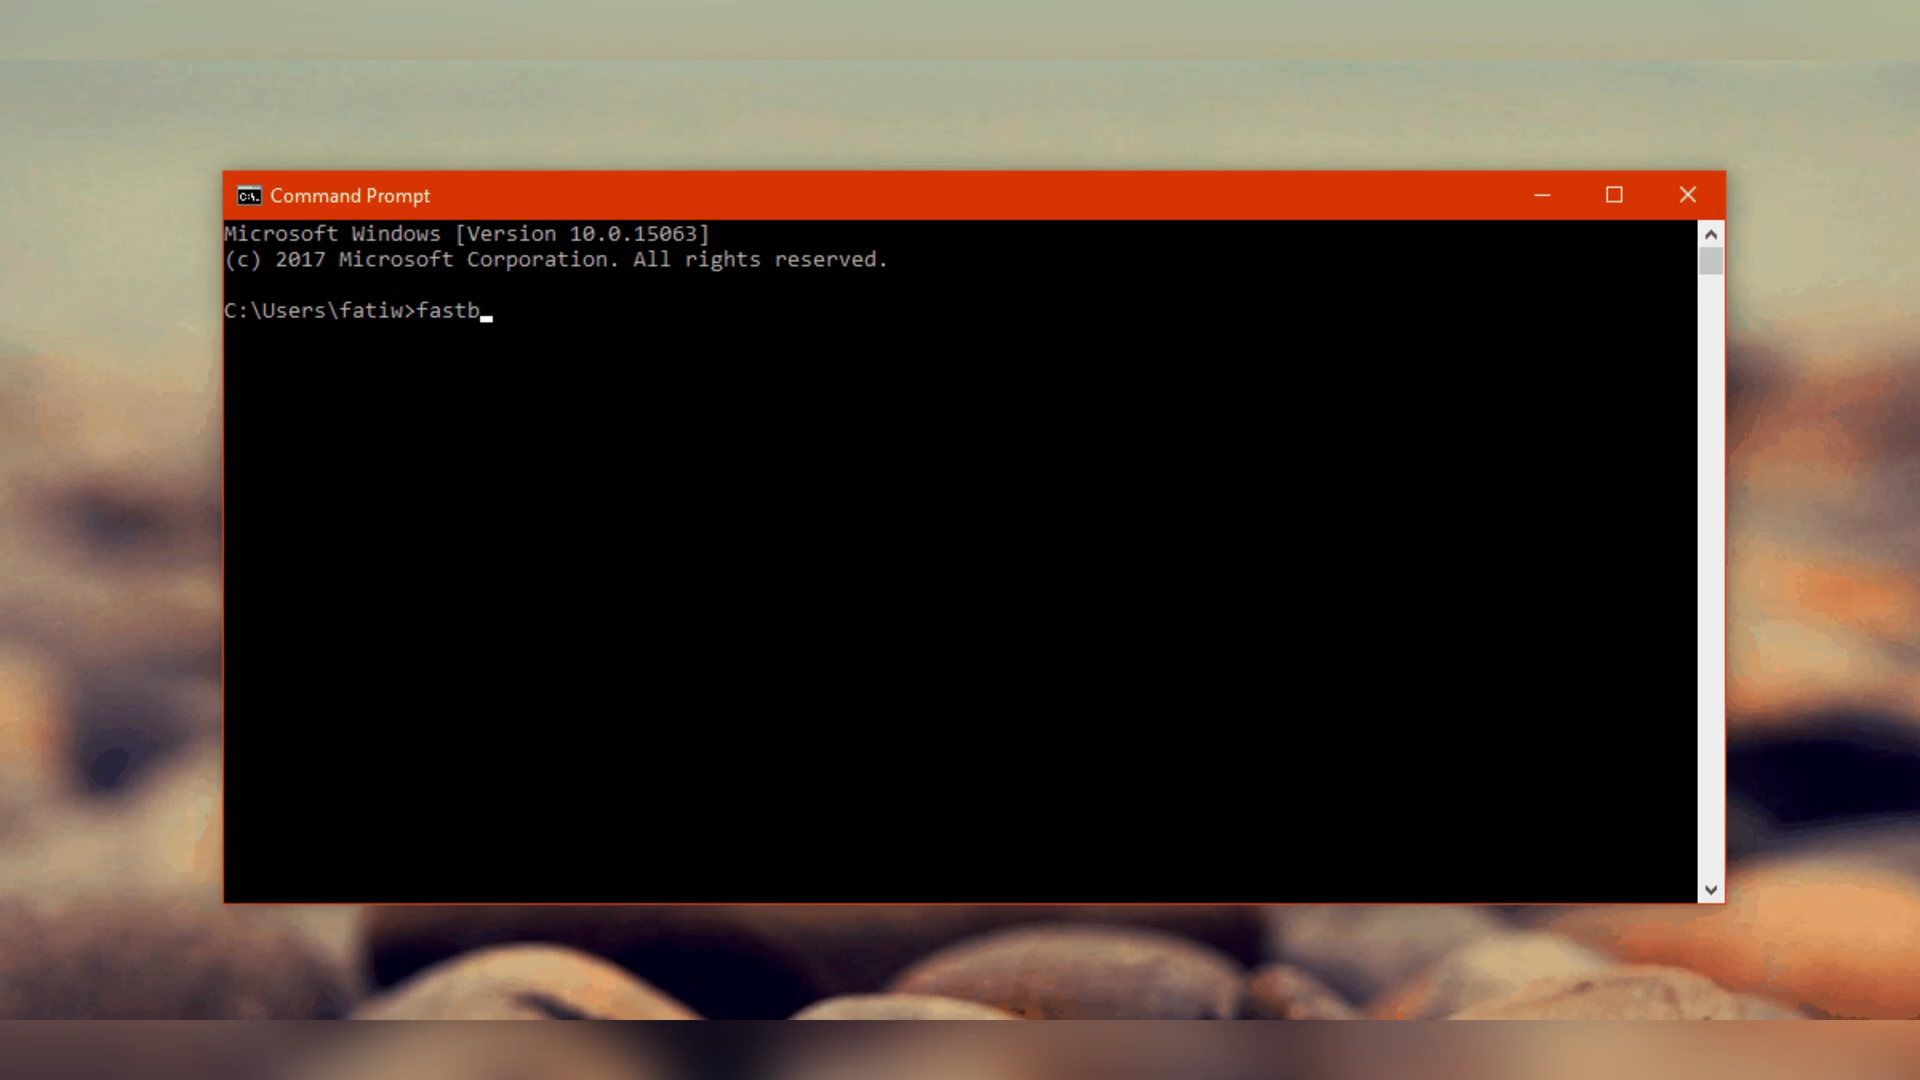 Command Prompt
Microsoft Windows [Version 10.0.15063]
(c) 2017 Microsoft Corporation. All rights reserved.
C:\Users\fatiw>fastb